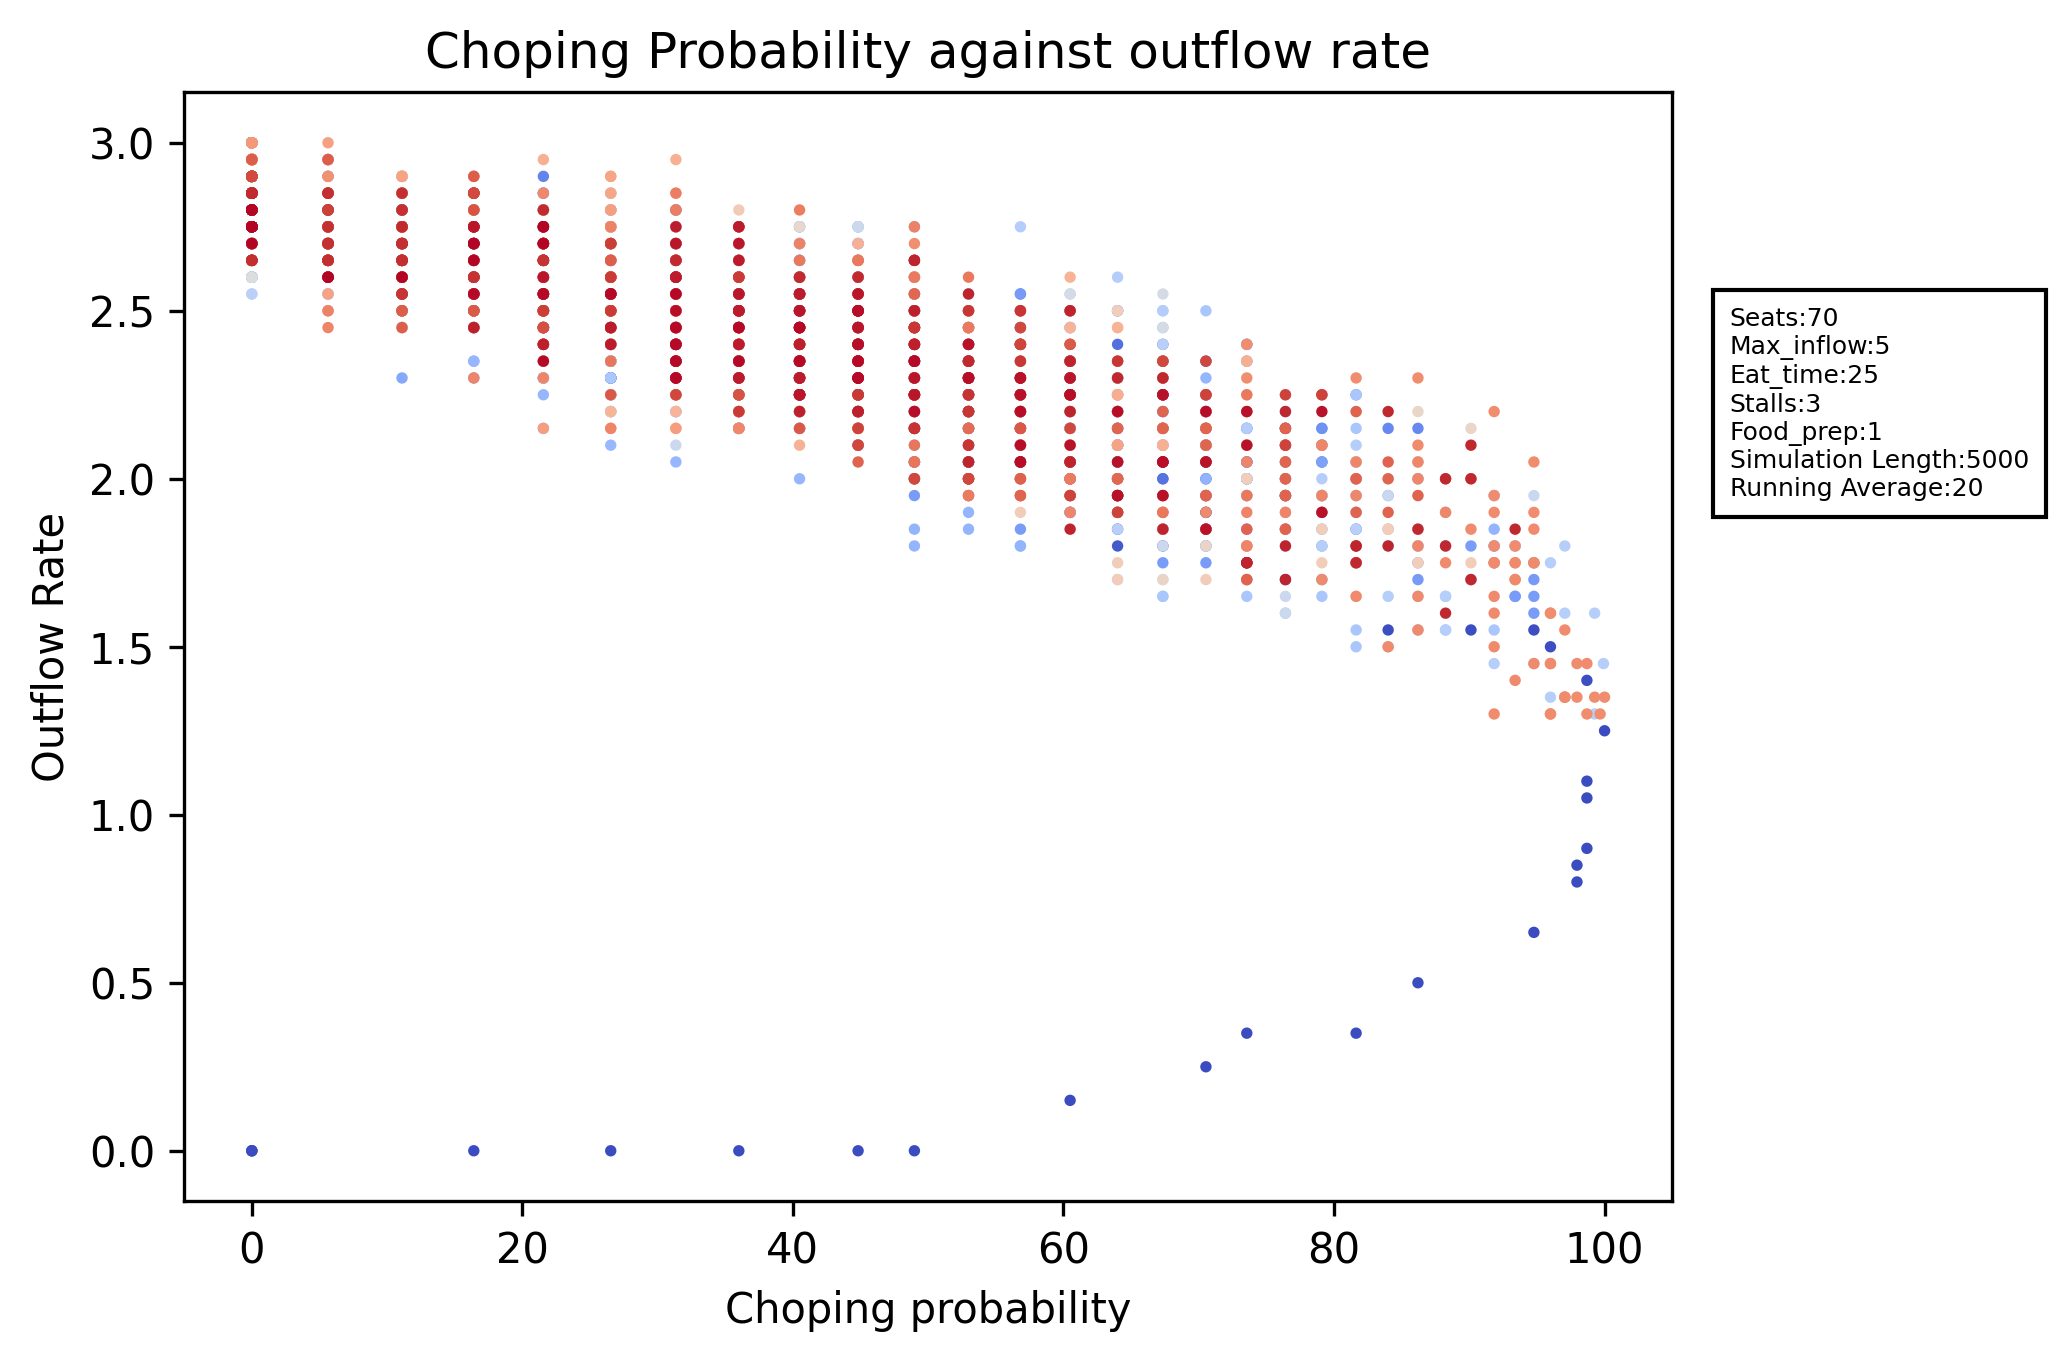 Choping Probability against outflow rate
3.0
2.5
2.0
1.5
1.0
0.5
0.0
Outflow Rate
0 20 40 60 80 100
Choping probability
Seats:70
Max_inflow:5
Eat_time:25
Stalls:3
Food_prep:1
Simulation Length:5000
Running Average:20